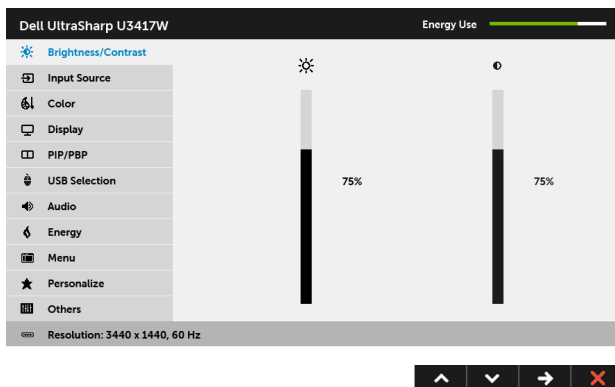 Dell UltraSharp U3417W
Energy Use
Brightness/Contrast
Input Source
Color
Display
PIP/PBP
USB Selection
Audio
Energy
Menu
Personalize
Others
75%
75%
Resolution: 3440 x 1440, 60 Hz